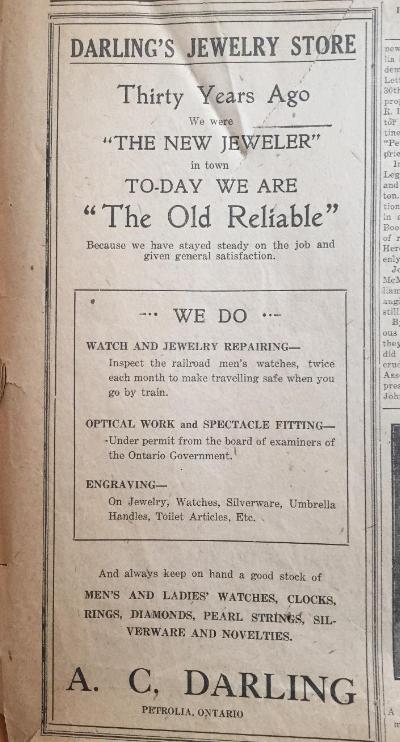 DARLING'S JEWELRY STORE
Thirty Years Ago
We were
"THE NEW JEWELER"
in town
TO-DAY WE ARE
"The Old Reliable"
Because we have stayed steady on the job and
given general satisfaction.
WE DO
WATCH AND JEWELRY REPAIRING—
Inspect the railroad men's watches, twice
each month to make travelling safe when you
go by train.
OPTICAL WORK and SPECTACLE FITTING—
Under permit from the board of examiners of
the Ontario Government.
ENGRAVING—
On Jewelry, Watches, Silverware, Umbrella
Handles, Toilet Articles, Etc.
And always keep on hand a good stock of
MEN'S AND LADIES' WATCHES, CLOCKS,
RINGS, DIAMONDS, PEARL STRINGS, SIL-
VERWARE AND NOVELTIES.
A. C. DARLING
PETROLIA, ONTARIO